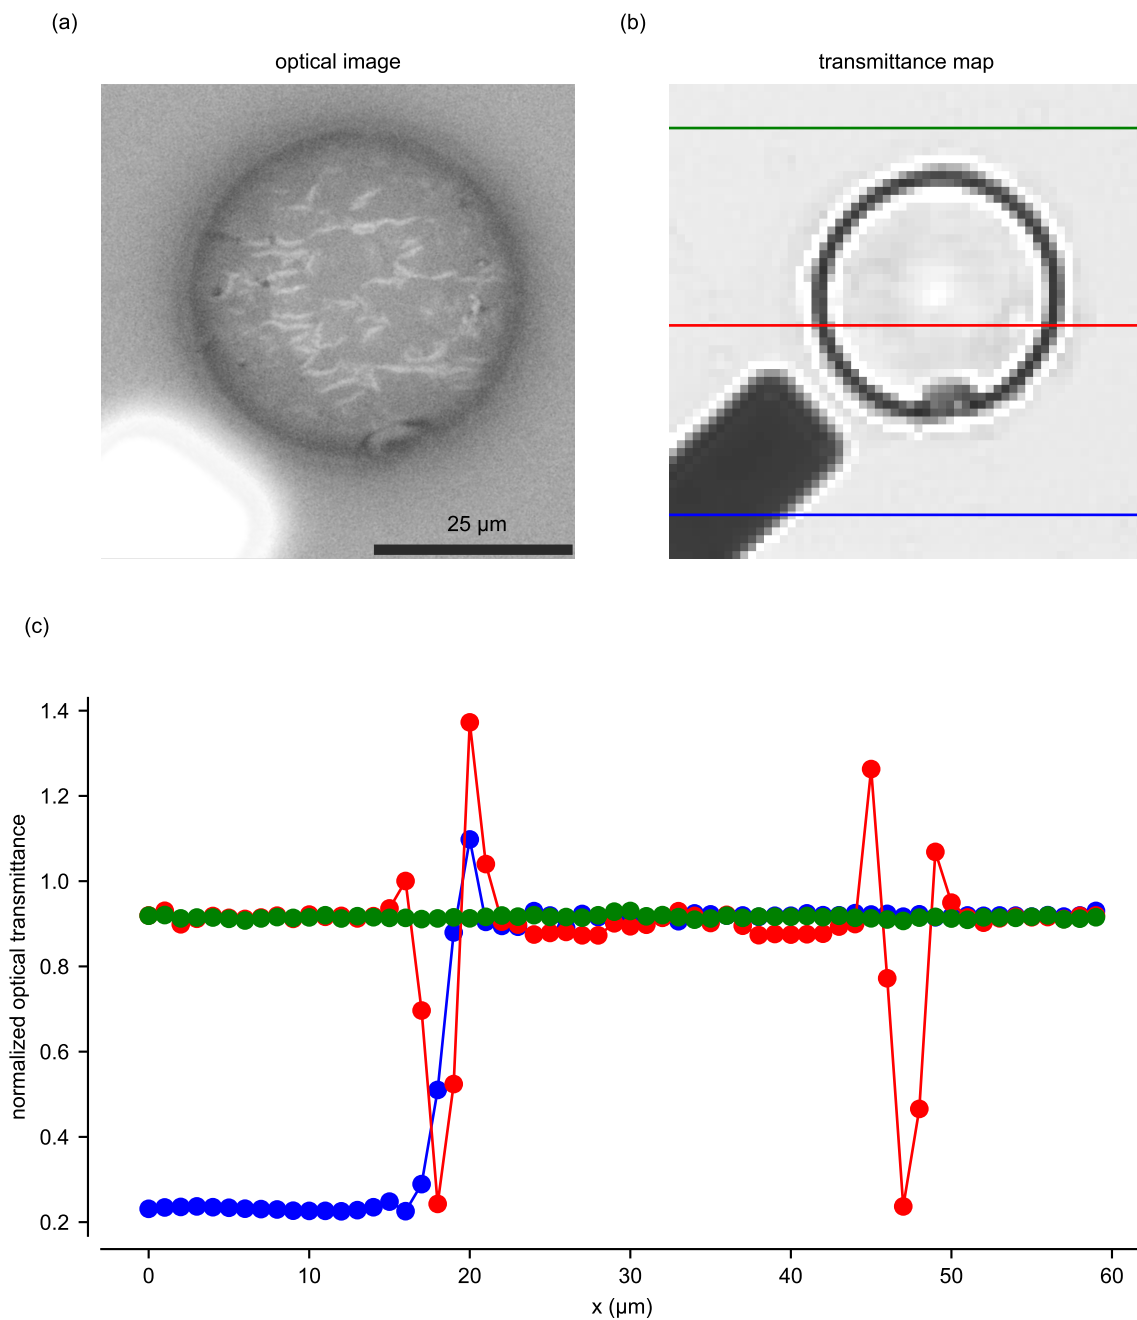 (a)
(b)
optical image
transmittance map
25 µm
(c)
normalized optical transmittance
1.4
1.2
1.0
0.8
0.6
0.4
0.2
0
10
20
30
40
50
60
x (µm)